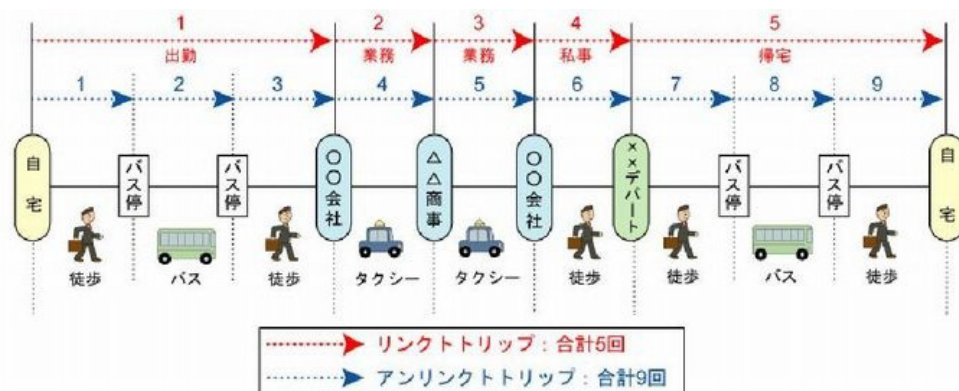 1 2 3 4 5
出勤 業務 業務 私事 帰宅
1 2 3 4 5 6 7 8 9
自宅 バス停 バス停 〇〇会社 △△商事 〇〇会社 ××デパート バス停 バス停 自宅
徒歩 バス 徒歩 タクシー タクシー 徒歩 徒歩 バス 徒歩
リンクトトリップ:合計5回
アンリンクトトリップ:合計9回